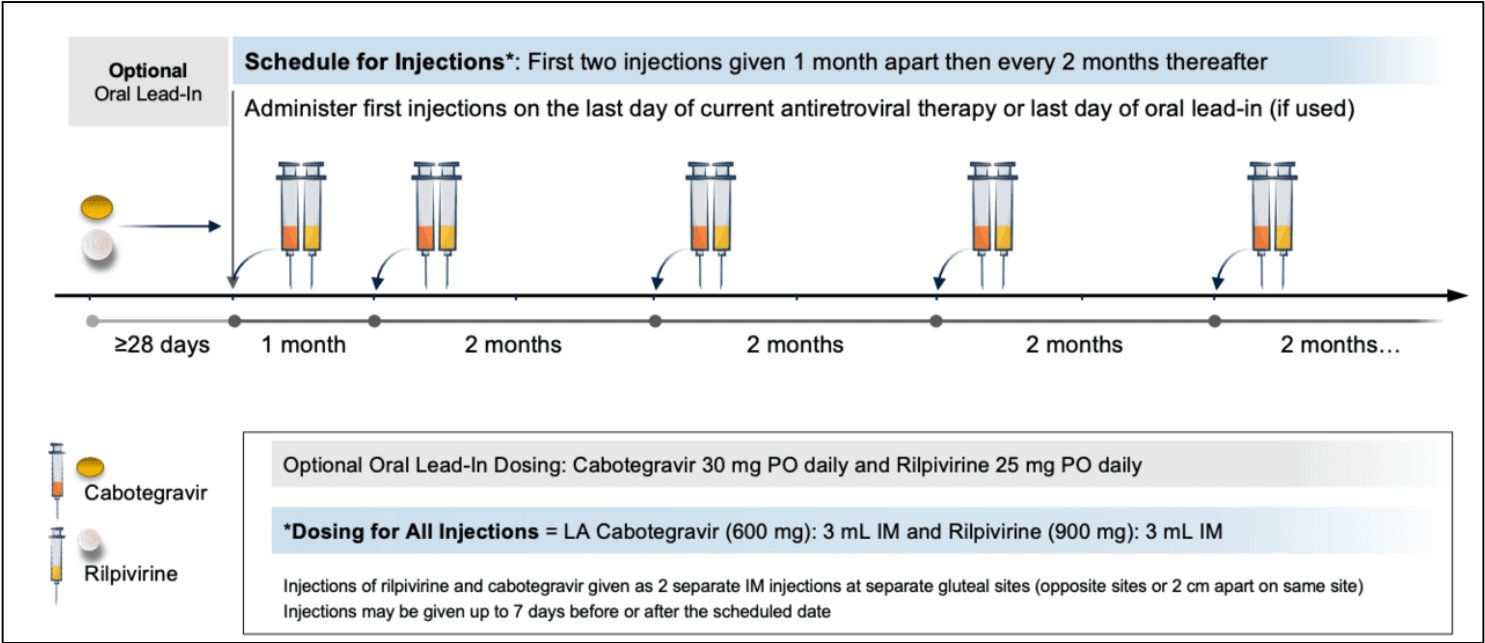 Optional
Oral Lead-In
Schedule for Injections*: First two injections given 1 month apart then every 2 months thereafter
Administer first injections on the last day of current antiretroviral therapy or last day of oral lead-in (if used)
≥28 days
1 month
2 months
2 months
2 months
2 months…
Cabotegravir
Rilpivirine
Optional Oral Lead-In Dosing: Cabotegravir 30 mg PO daily and Rilpivirine 25 mg PO daily
*Dosing for All Injections = LA Cabotegravir (600 mg): 3 mL IM and Rilpivirine (900 mg): 3 mL IM
Injections of rilpivirine and cabotegravir given as 2 separate IM injections at separate gluteal sites (opposite sites or 2 cm apart on same site)
Injections may be given up to 7 days before or after the scheduled date